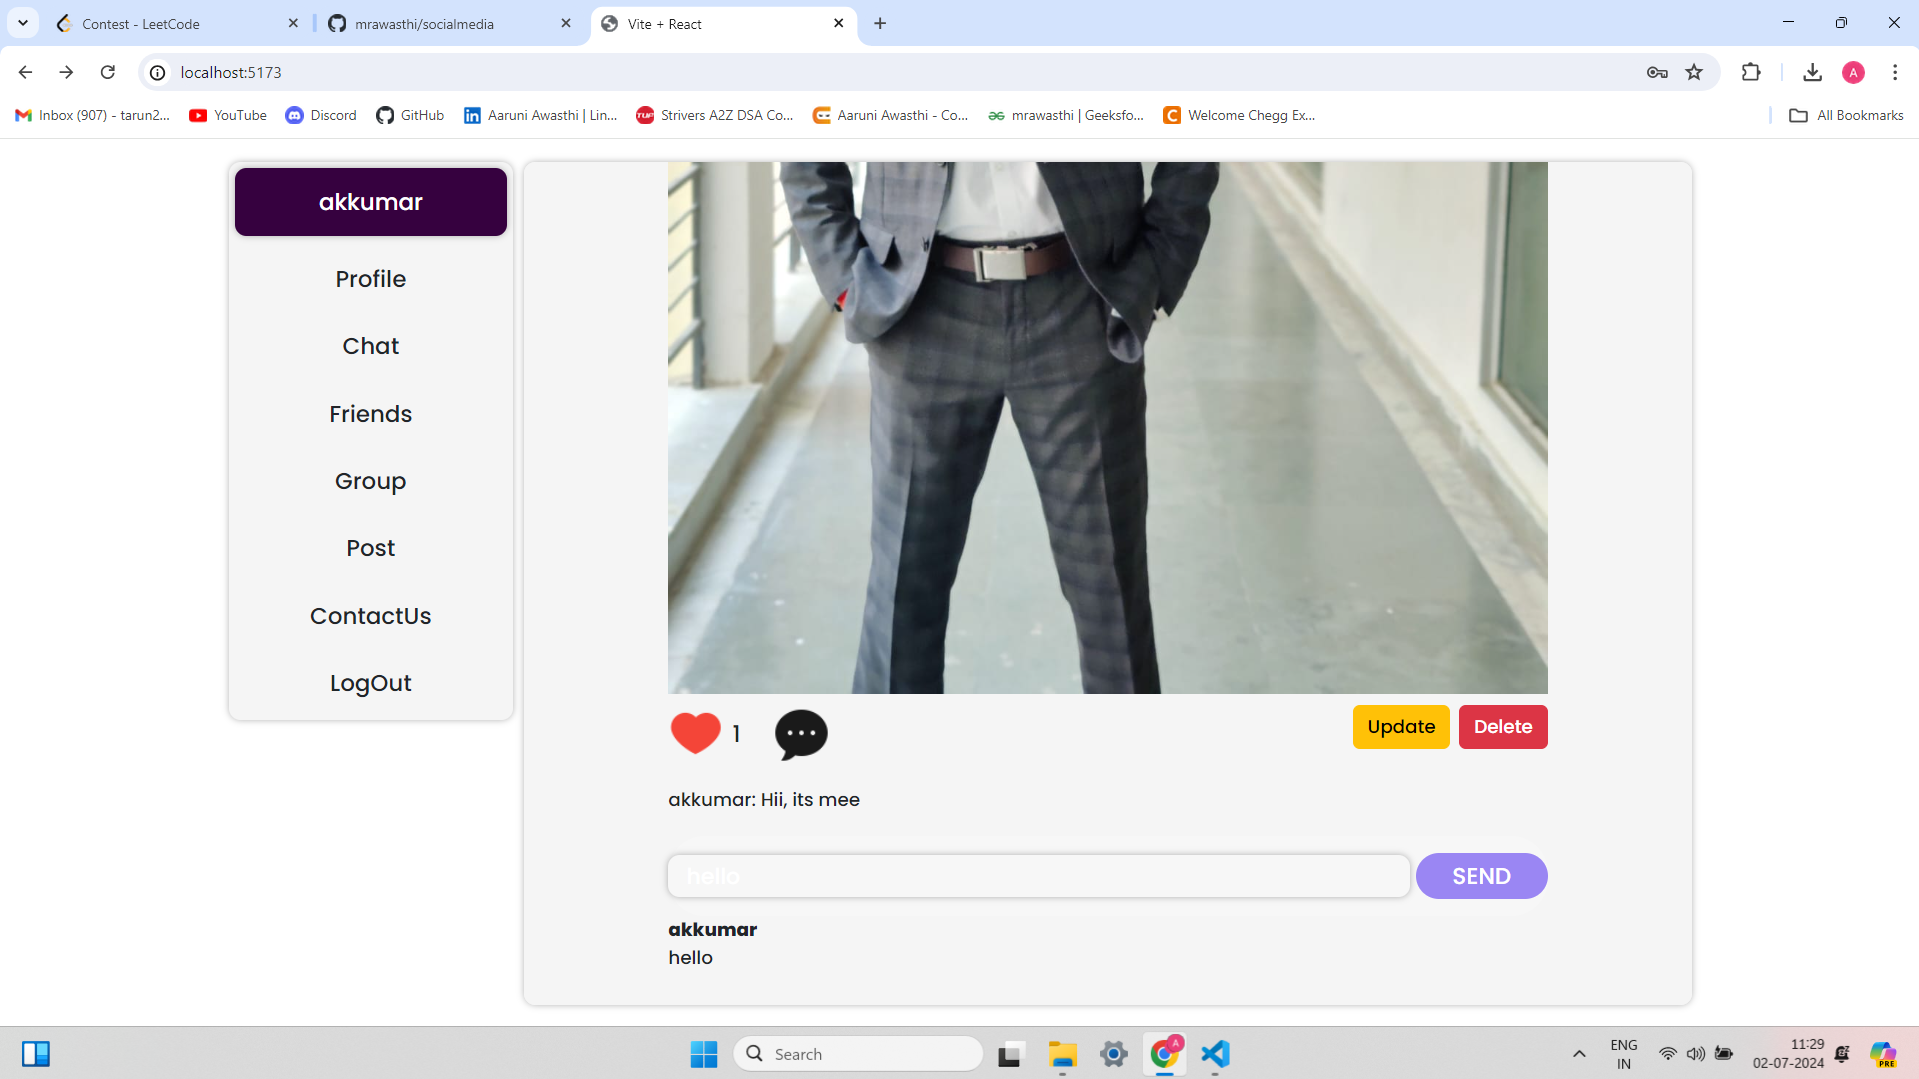 Contest - LeetCode
mrawasthi/socialmedia
Vite + React
localhost:5173
A
Inbox (907) - tarun2...
YouTube
Discord
GitHub
Aaruni Awasthi | Lin...
Strivers A2Z DSA Co...
Aaruni Awasthi - Co...
mrawasthi | Geeksfo...
Welcome Chegg Ex...
All Bookmarks
akkumar
Profile
Chat
Friends
Group
Post
ContactUs
LogOut
1
Update
Delete
akkumar: Hii, its mee
hello
SEND
akkumar
hello
Search
A
ENG
IN
11:29
02-07-2024
PRE